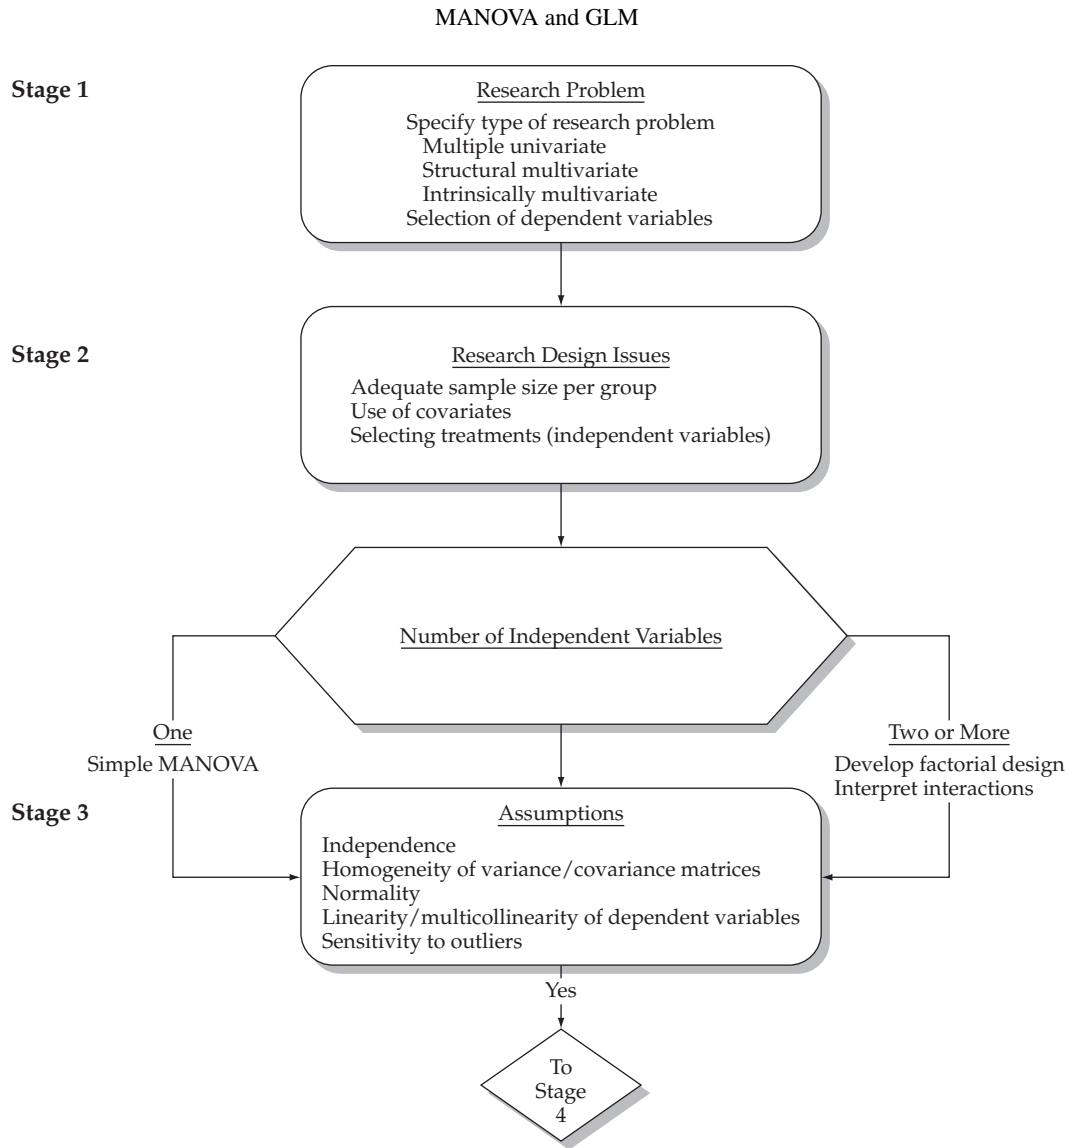 MANOVA and GLM
Stage 1
Research Problem
Specify type of research problem
Multiple univariate
Structural multivariate
Intrinsically multivariate
Selection of dependent variables
Stage 2
Research Design Issues
Adequate sample size per group
Use of covariates
Selecting treatments (independent variables)
Number of Independent Variables
One
Simple MANOVA
Two or More
Develop factorial design
Interpret interactions
Stage 3
Assumptions
Independence
Homogeneity of variance/covariance matrices
Normality
Linearity/multicollinearity of dependent variables
Sensitivity to outliers
Yes
To
Stage
4